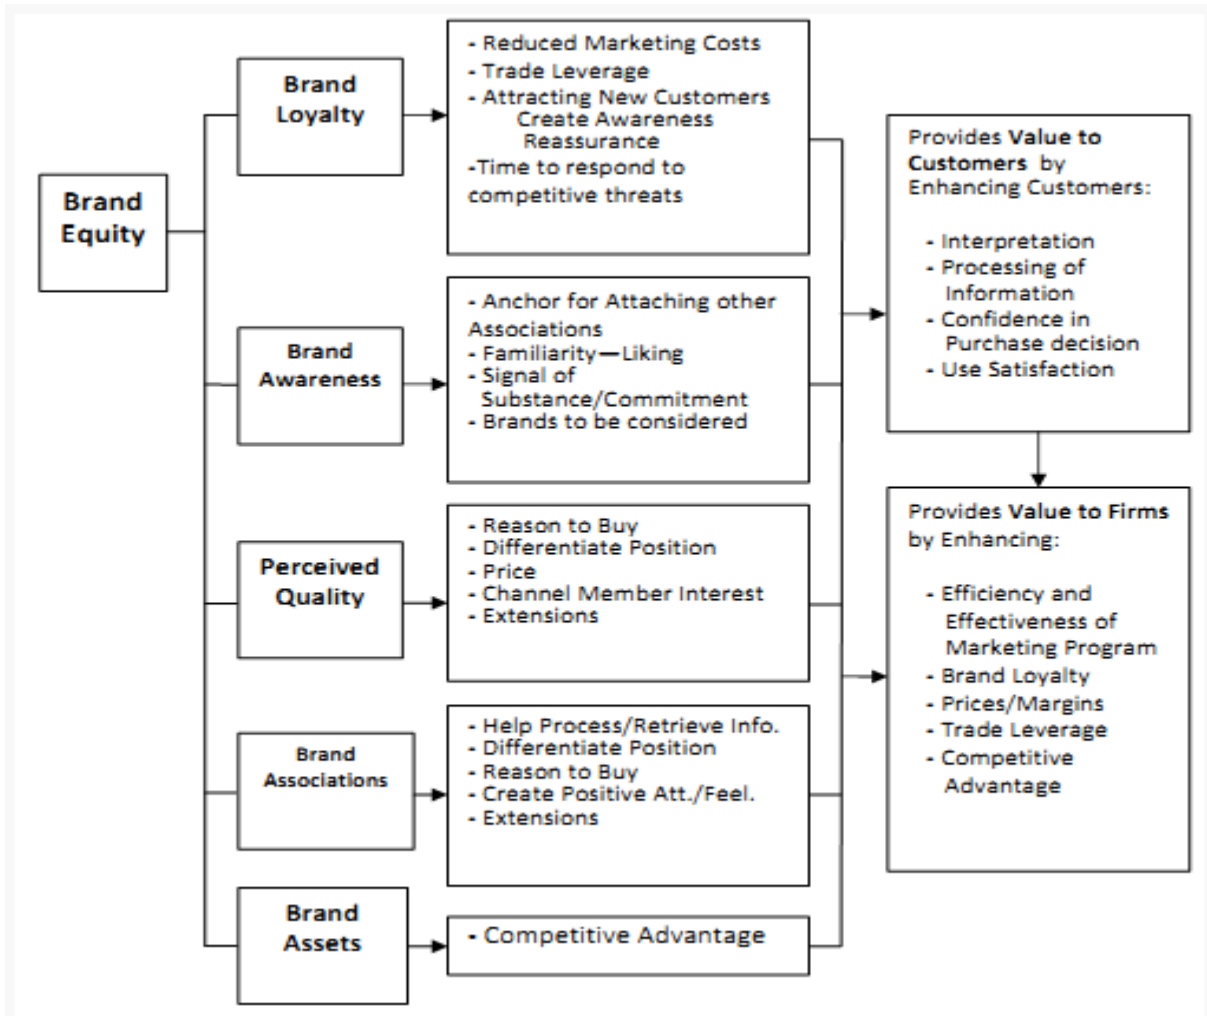 Brand
Equity
Brand
Loyalty
- Reduced Marketing Costs
- Trade Leverage
- Attracting New Customers
Create Awareness
Reassurance
-Time to respond to
competitive threats
Brand
Awareness
- Anchor for Attaching other
Associations
- Familiarity—Liking
- Signal of
Substance/Commitment
- Brands to be considered
Perceived
Quality
- Reason to Buy
- Differentiate Position
- Price
- Channel Member Interest
- Extensions
Brand
Associations
- Help Process/Retrieve Info.
- Differentiate Position
- Reason to Buy
- Create Positive Att./Feel.
- Extensions
Brand
Assets
- Competitive Advantage
Provides Value to
Customers by
Enhancing Customers:
- Interpretation
- Processing of
Information
- Confidence in
Purchase decision
- Use Satisfaction
Provides Value to Firms
by Enhancing:
- Efficiency and
Effectiveness of
Marketing Program
- Brand Loyalty
- Prices/Margins
- Trade Leverage
- Competitive
Advantage